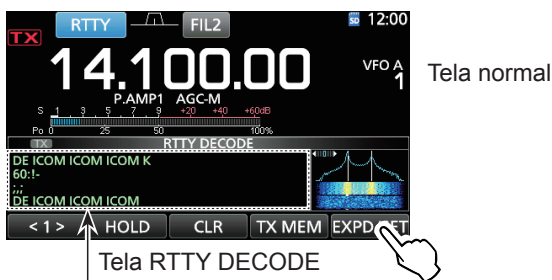 RTTY FIL2 SD 12:00
TX
14.100.00 VFO A
1
Tela normal
P.AMP1 AGC-M
S 1 3 5 7 9 +20 +40 +60dB
Po 0 25 50 100%
TX RTTY DECODE
DE ICOM ICOM ICOM K
60:!-
;;
DE ICOM ICOM ICOM
< 1 > HOLD CLR TX MEM EXPD
Tela RTTY DECODE